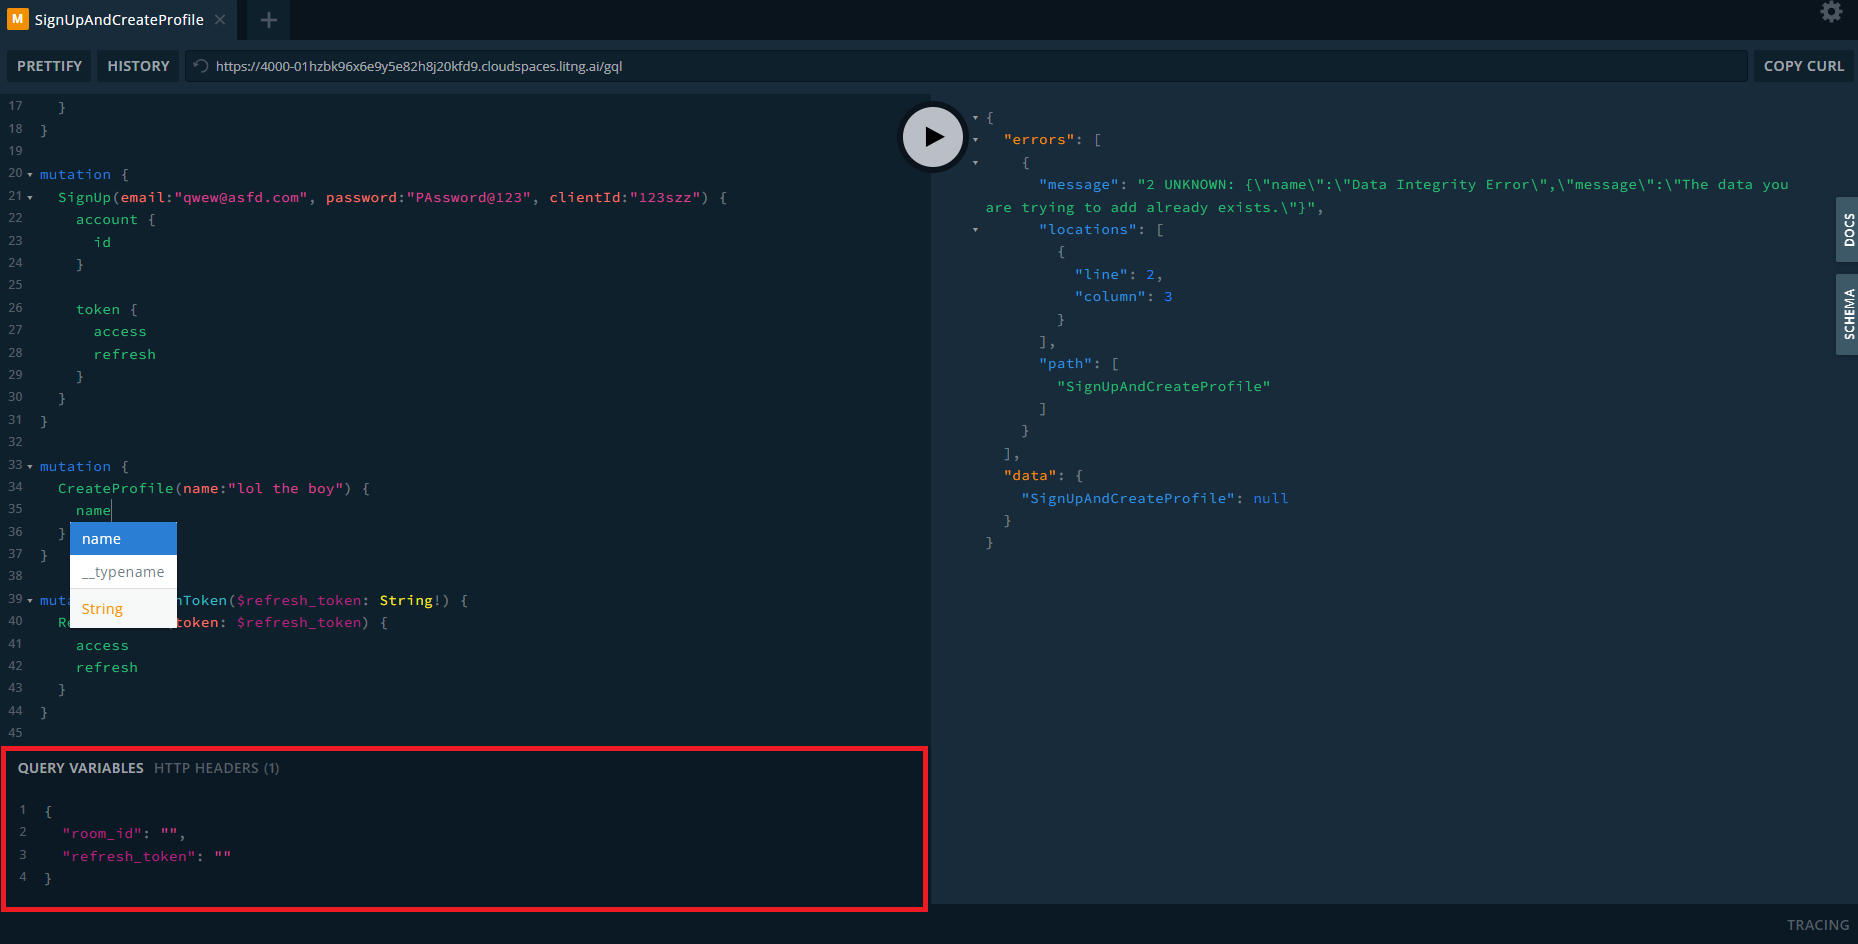 M SignUpAndCreateProfile
PRETTIFY HISTORY https://4000-01hzbk96x6e9y5e82h8j20kfd9.cloudspaces.litng.ai/gql COPY CURL
17 }
18 }
19
20 mutation {
21 SignUp(email:"qwew@asfd.com", password:"PAssword@123", clientId:"123szz") {
22 account {
23 id
24 }
25
26 token {
27 access
28 refresh
29 }
30 }
31 }
32
33 mutation {
34 CreateProfile(name:"lol the boy") {
35 name
36 }
37 }
38
39 nToken($refresh_token: String!) {
40 token: $refresh_token) {
41 access
42 refresh
43 }
44 }
45
name
__typename
String
QUERY VARIABLES HTTP HEADERS (1)
1 {
2 "room_id": "",
3 "refresh_token": ""
4 }
{
"errors": [
{
"message": "2 UNKNOWN: {\"name\":\"Data Integrity Error\",\"message\":\"The data you
are trying to add already exists.\"}",
"locations": [
{
"line": 2,
"column": 3
}
],
"path": [
"SignUpAndCreateProfile"
]
}
],
"data": {
"SignUpAndCreateProfile": null
}
}
DOCS
SCHEMA
TRACING